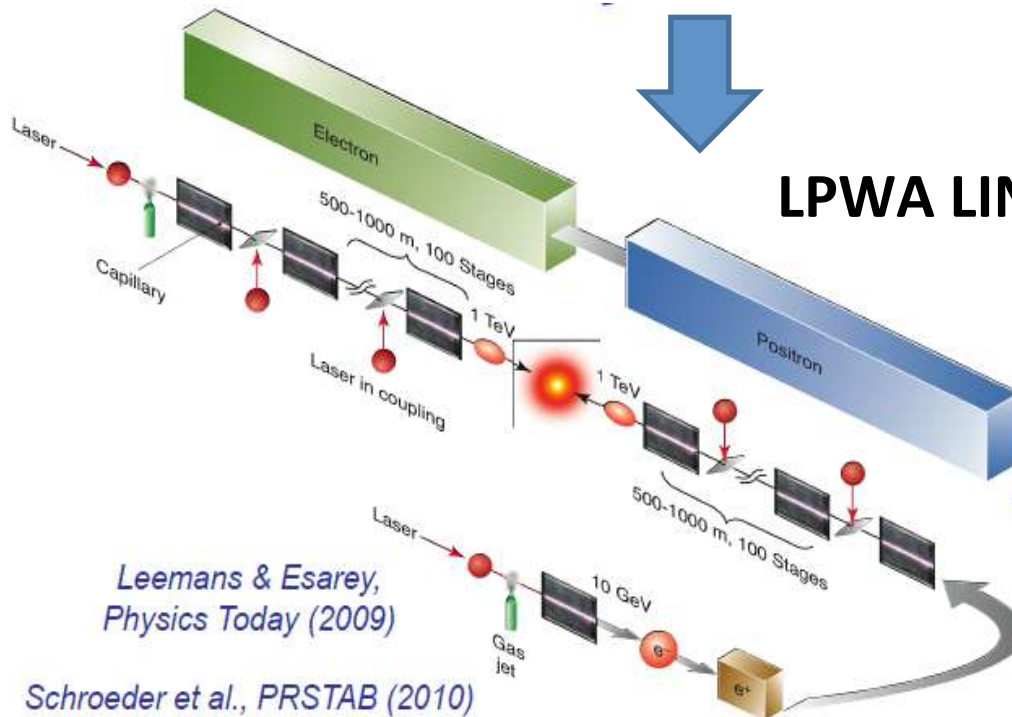 Electron
LPWA LIN
Laser
500-1000 m, 100 Stages
Capillary
1 TeV
Positron
Laser in coupling
1 TeV
500-1000 m, 100 Stages
Laser
10 GeV
Leemans & Esarey,
Physics Today (2009)
Gas
jet
e-
e+
Schroeder et al., PRSTAB (2010)